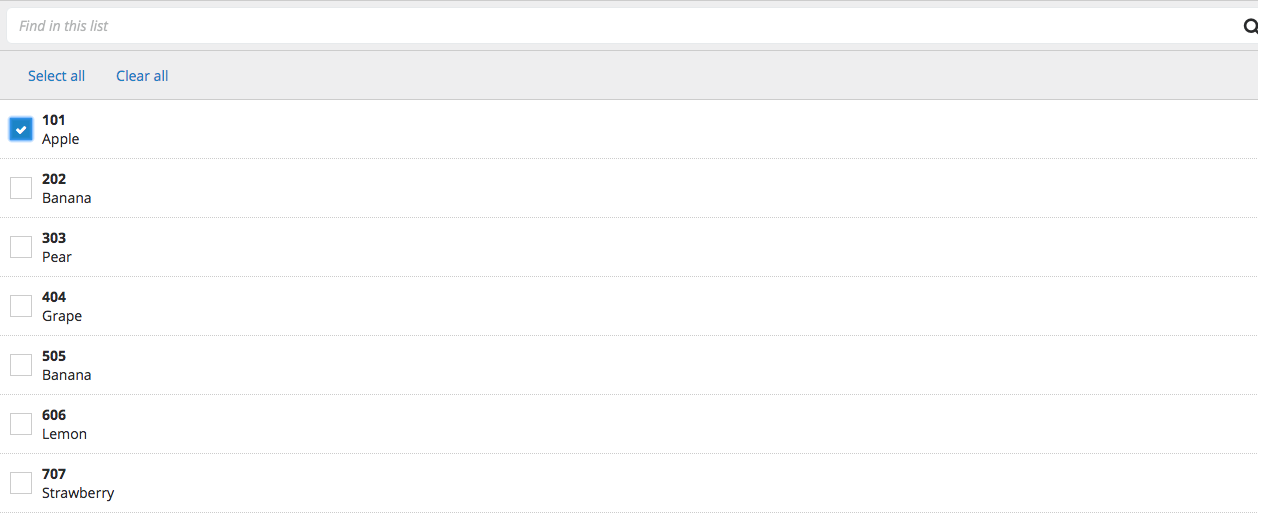 Find in this list
Select all Clear all
101
Apple
202
Banana
303
Pear
404
Grape
505
Banana
606
Lemon
707
Strawberry